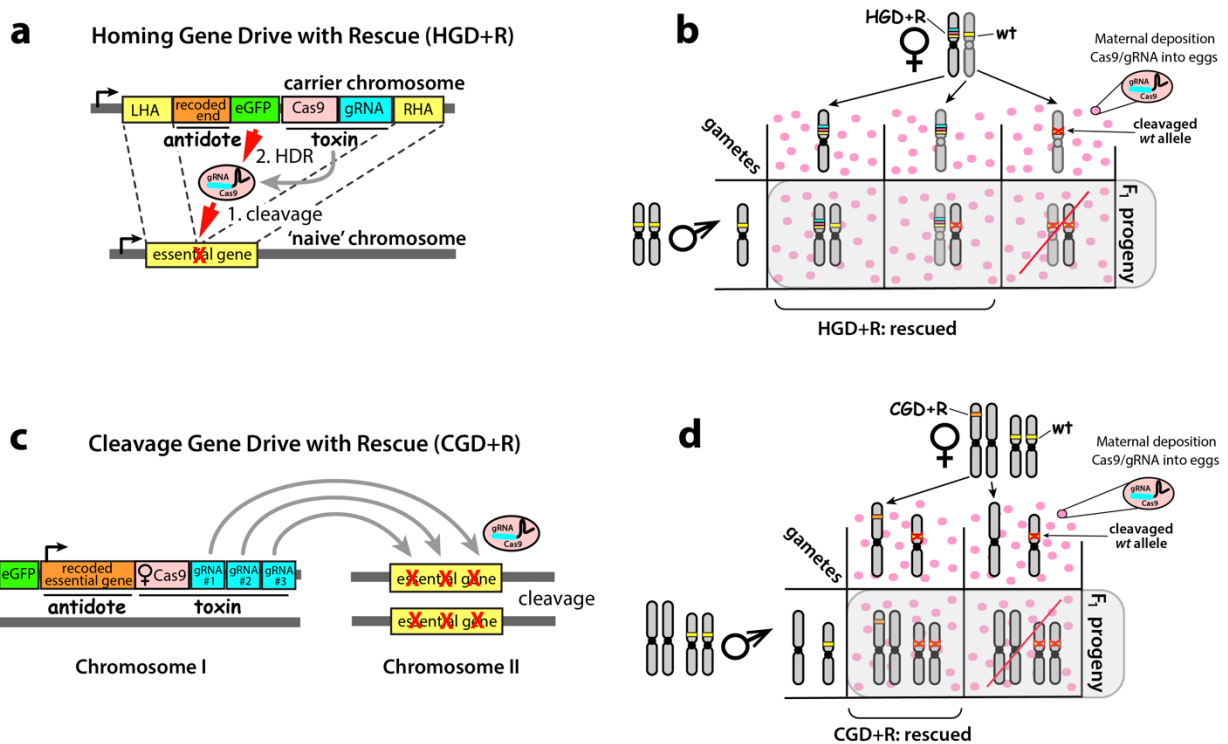 a
Homing Gene Drive with Rescue (HGD+R)
carrier chromosome
LHA
recoded
end
eGFP
Cas9
gRNA
RHA
antidote
toxin
2. HDR
gRNA
Cas9
1. cleavage
'naive' chromosome
essential gene
X
b
HGD+R
wt
Maternal deposition
Cas9/gRNA into eggs
gRNA
Cas9
cleavaged
wt allele
gametes
F1 progeny
HGD+R: rescued
c
Cleavage Gene Drive with Rescue (CGD+R)
gRNA
Cas9
eGFP
recoded
essential gene
♀Cas9
gRNA
#1
gRNA
#2
gRNA
#3
antidote
toxin
essential gene
X X X
cleavage
essential gene
X X X
Chromosome I
Chromosome II
d
CGD+R
wt
Maternal deposition
Cas9/gRNA into eggs
gRNA
Cas9
cleavaged
wt allele
gametes
F1 progeny
CGD+R: rescued